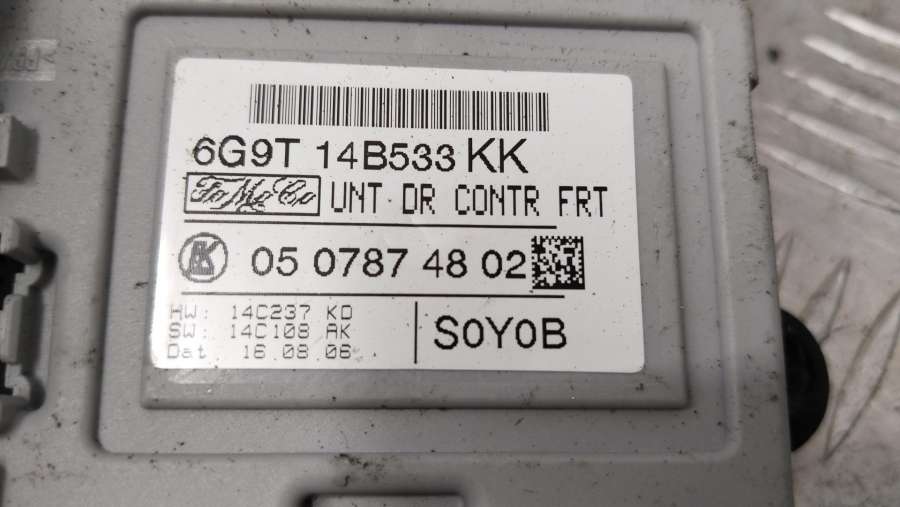 6G9T 14B533 KK
FoMoCo UNT DR CONTR FRT
K 05 0787 48 02
HW: 14C237 KD
SW: 14C108 AK
Dat. 16.08.06
S0Y0B